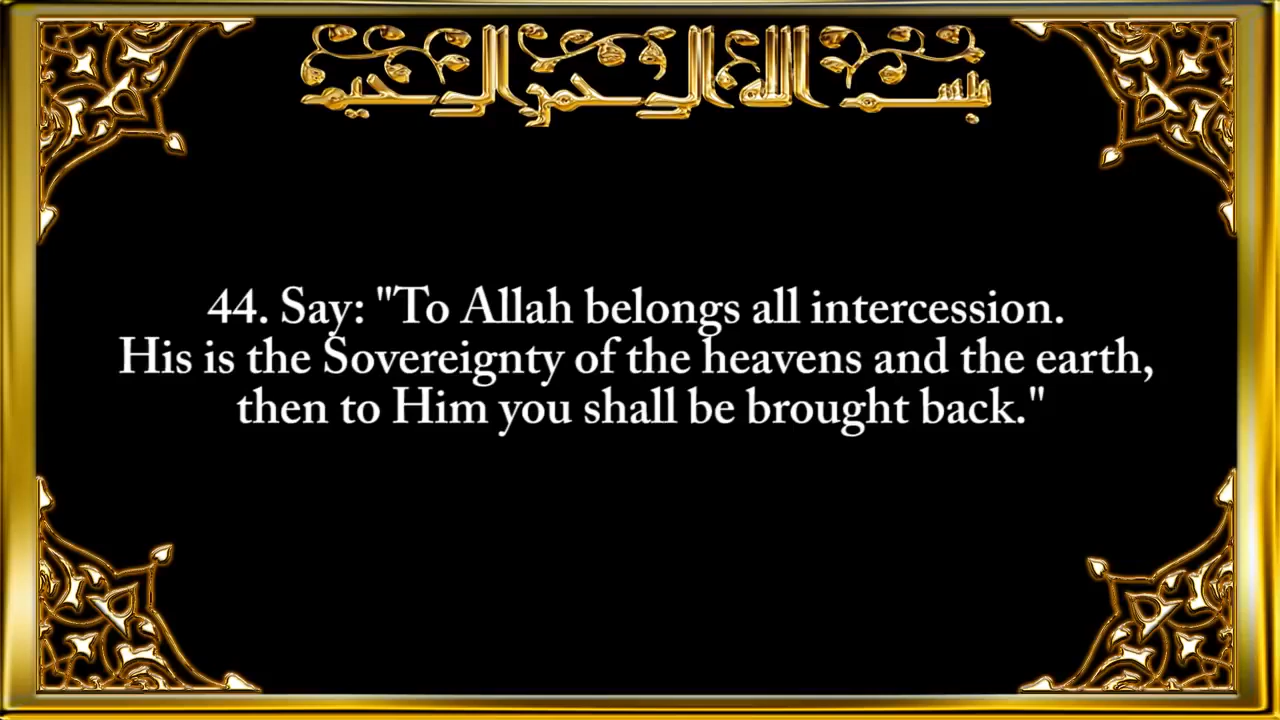 بسم الله الرحمن الرحيم
44. Say: "To Allah belongs all intercession.
His is the Sovereignty of the heavens and the earth,
then to Him you shall be brought back."